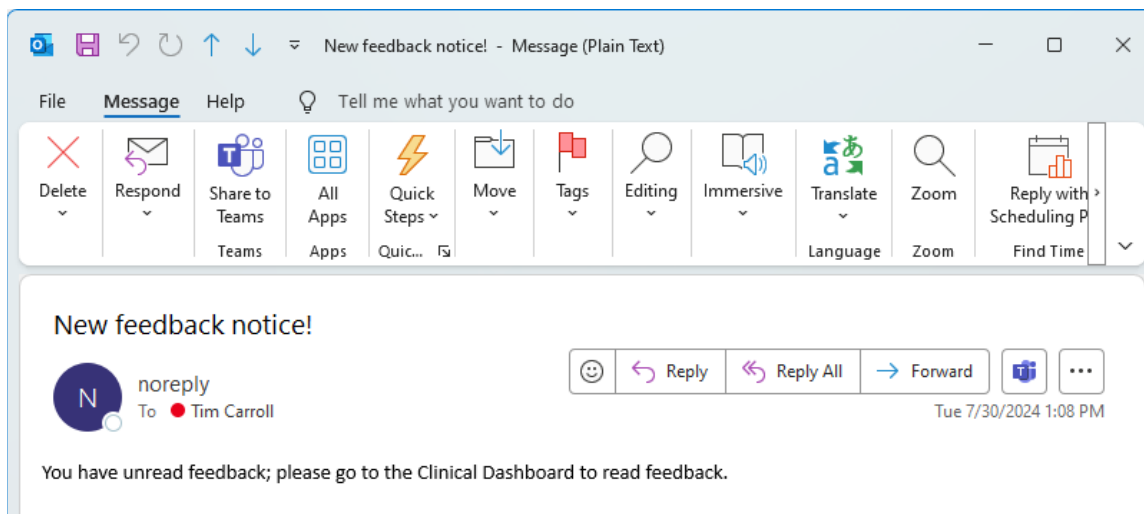 New feedback notice! - Message (Plain Text)
File Message Help Tell me what you want to do
Delete Respond Share to Teams All Apps Quick Steps Move Tags Editing Immersive Translate Zoom Reply with Scheduling P
Teams Apps Quic... Language Zoom Find Time
New feedback notice!
N
noreply
To Tim Carroll
Reply Reply All Forward
Tue 7/30/2024 1:08 PM
You have unread feedback; please go to the Clinical Dashboard to read feedback.